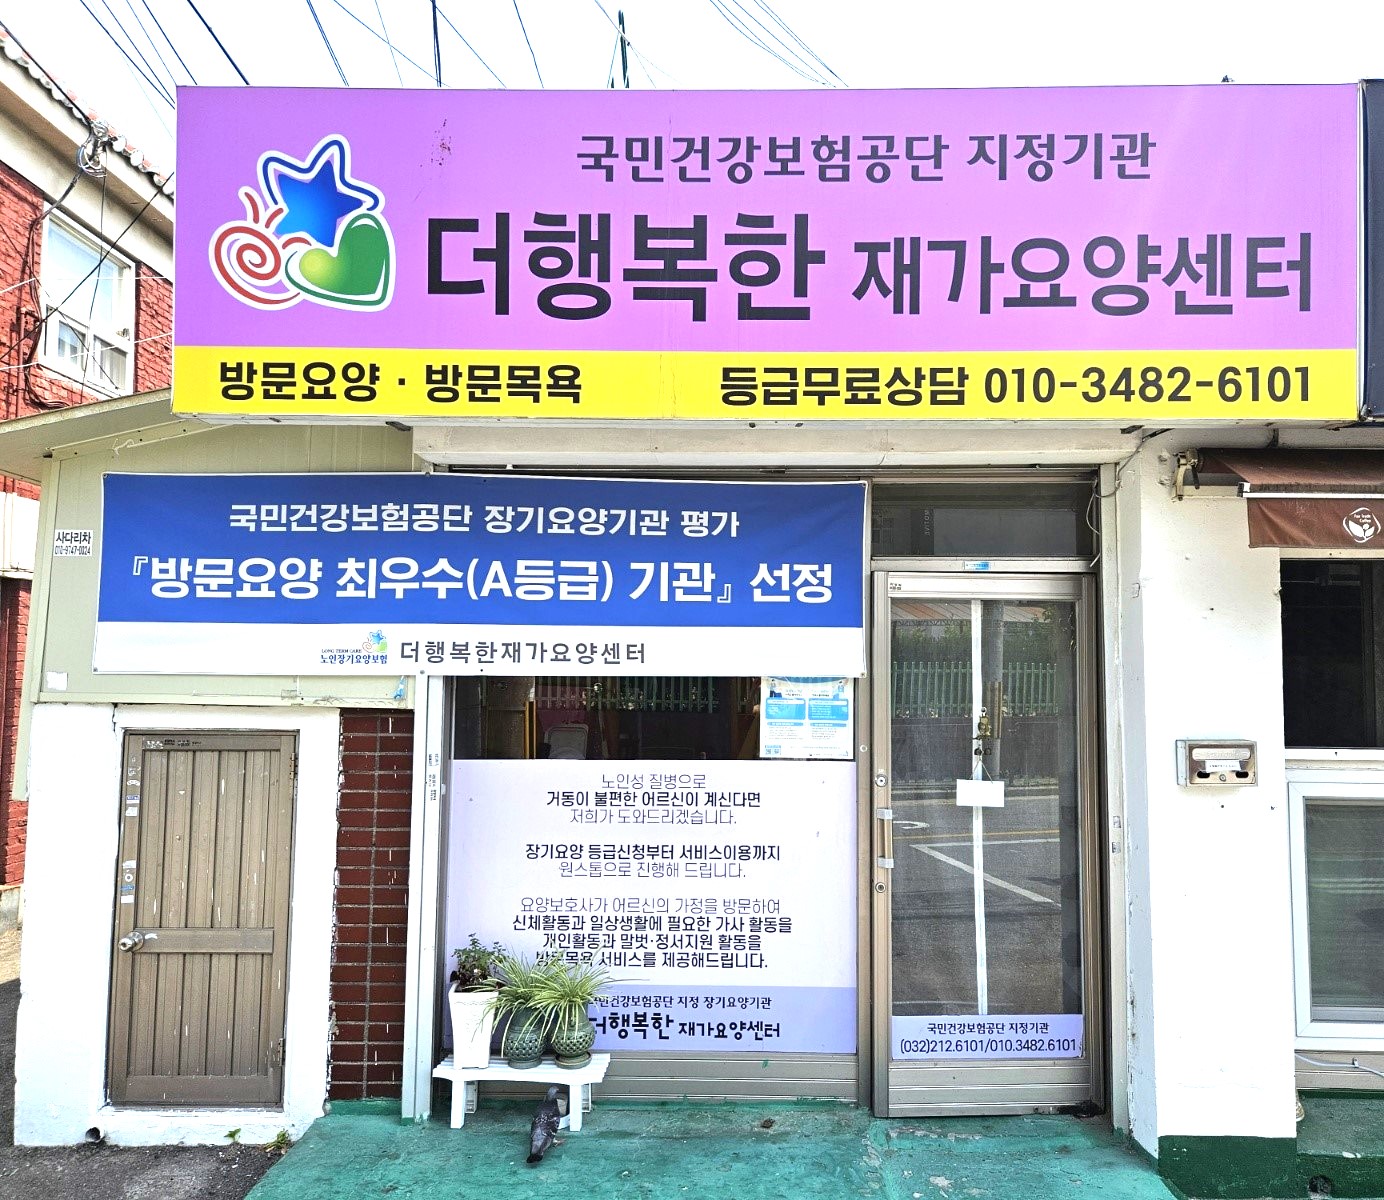 국민건강보험공단 지정기관
더행복한 재가요양센터
방문요양 · 방문목욕
등급무료상담 010-3482-6101
국민건강보험공단 장기요양기관 평가
『방문요양 최우수(A등급) 기관』 선정
LONG TERM CARE
노인장기요양보험
더행복한재가요양센터
사다리차
010-9747-0024
노인성 질병으로
거동이 불편한 어르신이 계신다면
저희가 도와드리겠습니다.
장기요양 등급신청부터 서비스이용까지
원스톱으로 진행해 드립니다.
요양보호사가 어르신의 가정을 방문하여
신체활동과 일상생활에 필요한 가사 활동을
개인활동과 말벗·정서지원 활동을
방문목욕 서비스를 제공해드립니다.
국민건강보험공단 지정 장기요양기관
더행복한 재가요양센터
국민건강보험공단 지정기관
(032)212.6101/010.3482.6101